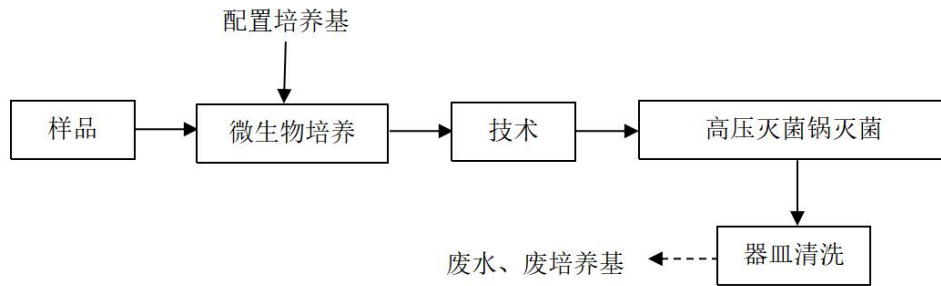 配置培养基
样品
微生物培养
技术
高压灭菌锅灭菌
器皿清洗
废水、废培养基